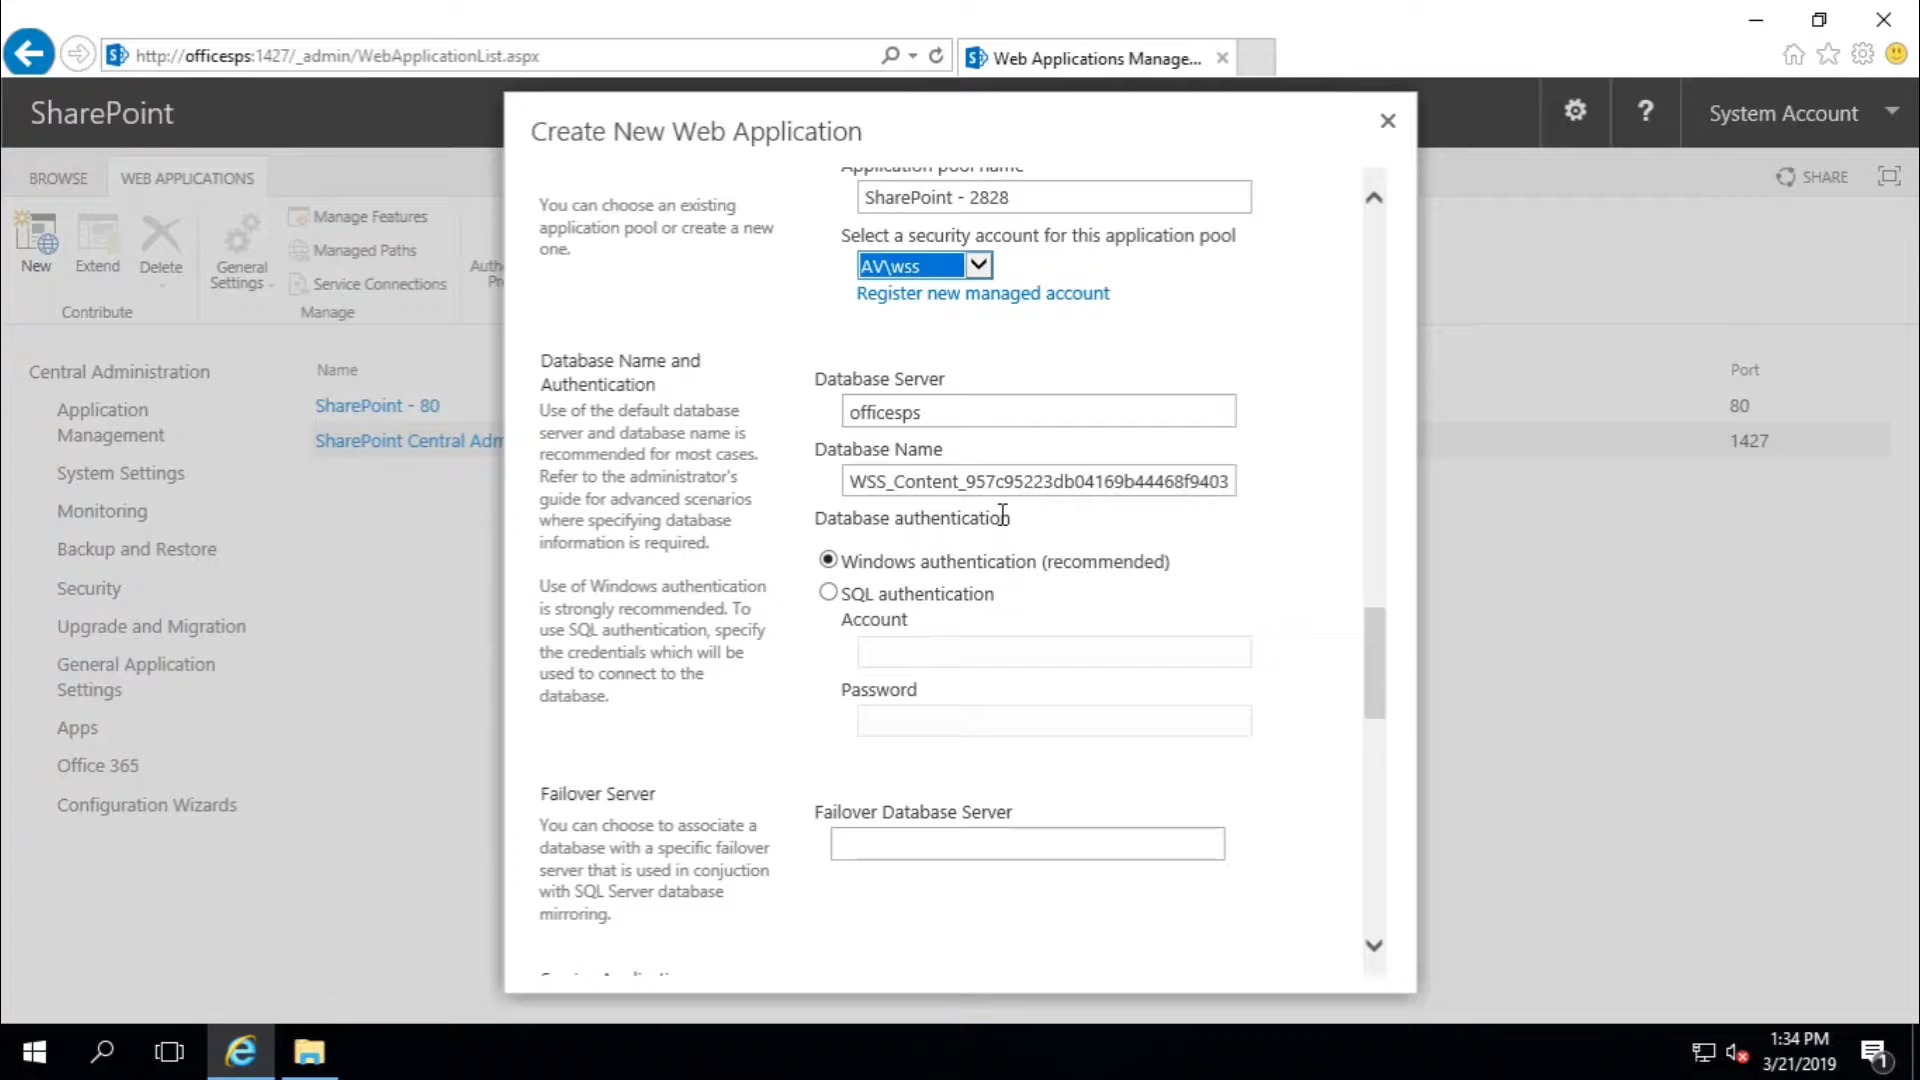 http://officesps:1427/_admin/WebApplicationList.aspx
Web Applications Manage...
SharePoint
System Account
Create New Web Application
BROWSE
WEB APPLICATIONS
SHARE
New
Extend
Delete
General
Settings
Manage Features
Managed Paths
Service Connections
Auth
Pr
Contribute
Manage
Central Administration
Application
Management
System Settings
Monitoring
Backup and Restore
Security
Upgrade and Migration
General Application
Settings
Apps
Office 365
Configuration Wizards
Name
SharePoint - 80
SharePoint Central Adm
Port
80
1427
You can choose an existing
application pool or create a new
one.
Application pool name
SharePoint - 2828
Select a security account for this application pool
AV\wss
Register new managed account
Database Name and
Authentication
Use of the default database
server and database name is
recommended for most cases.
Refer to the administrator's
guide for advanced scenarios
where specifying database
information is required.
Use of Windows authentication
is strongly recommended. To
use SQL authentication, specify
the credentials which will be
used to connect to the
database.
Database Server
officesps
Database Name
WSS_Content_957c95223db04169b44468f9403
Database authentication
Windows authentication (recommended)
SQL authentication
Account
Password
Failover Server
You can choose to associate a
database with a specific failover
server that is used in conjuction
with SQL Server database
mirroring.
Failover Database Server
1:34 PM
3/21/2019
1